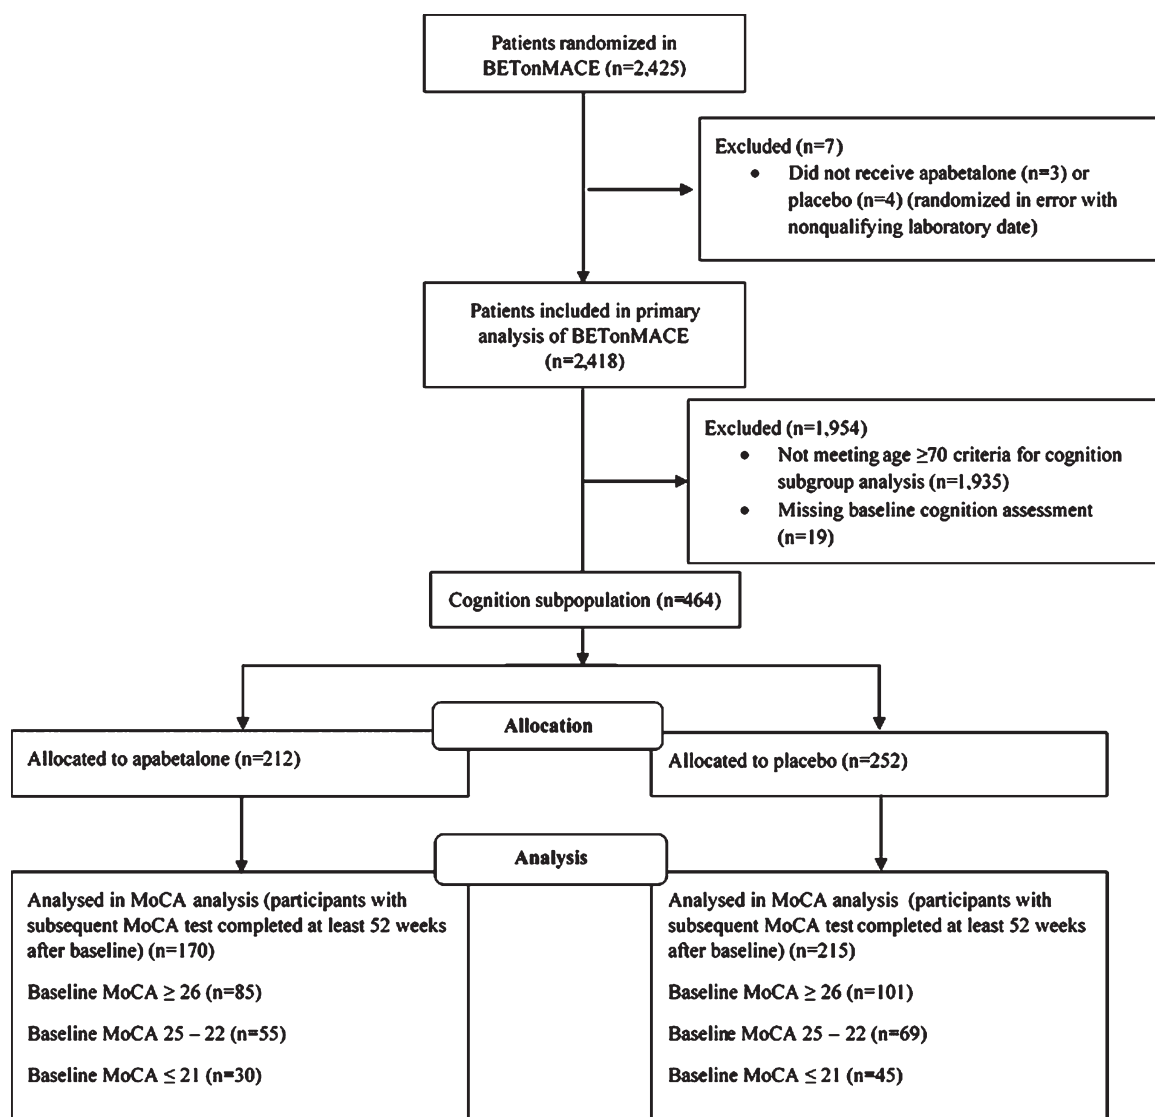 Patients randomized in
BETonMACE (n=2,425)
Excluded (n=7)
• Did not receive apabetalone (n=3) or
placebo (n=4) (randomized in error with
nonqualifying laboratory date)
Patients included in primary
analysis of BETonMACE
(n=2,418)
Excluded (n=1,954)
• Not meeting age ≥70 criteria for cognition
subgroup analysis (n=1,935)
• Missing baseline cognition assessment
(n=19)
Cognition subpopulation (n=464)
Allocation
Allocated to apabetalone (n=212)
Allocated to placebo (n=252)
Analysis
Analysed in MoCA analysis (participants with
subsequent MoCA test completed at least 52 weeks
after baseline) (n=170)
Baseline MoCA ≥ 26 (n=85)
Baseline MoCA 25 – 22 (n=55)
Baseline MoCA ≤ 21 (n=30)
Analysed in MoCA analysis (participants with
subsequent MoCA test completed at least 52 weeks
after baseline) (n=215)
Baseline MoCA ≥ 26 (n=101)
Baseline MoCA 25 – 22 (n=69)
Baseline MoCA ≤ 21 (n=45)